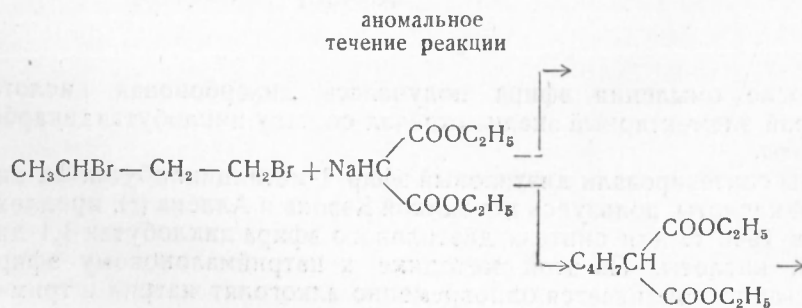 аномальное
течение реакции
COOC₂H₅
CH₃CHBr—CH₂—CH₂Br + NaHC
COOC₂H₅
COOC₂H₅
C₄H₇CH
COOC₂H₅